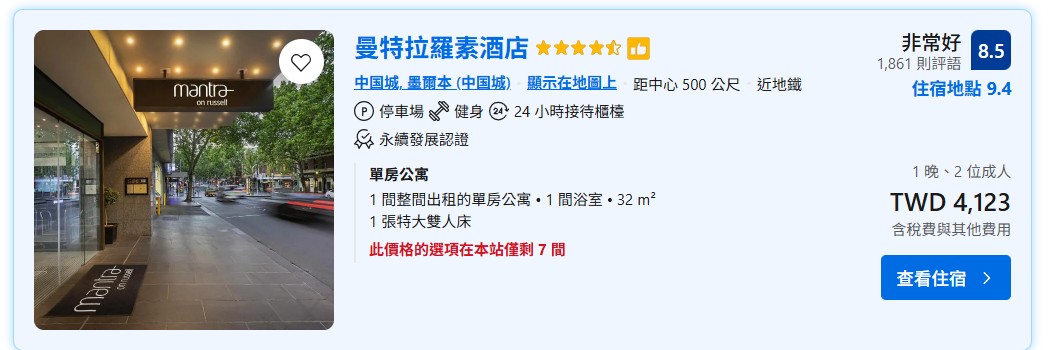 mantra
on russell
mantra
on russell
曼特拉羅素酒店
中国城, 墨爾本 (中国城) 顯示在地圖上 距中心 500 公尺 近地鐵
P 停車場 健身 24 24 小時接待櫃檯
永續發展認證
單房公寓
1 間整間出租的單房公寓 • 1 間浴室 • 32 m²
1 張特大雙人床
此價格的選項在本站僅剩 7 間
非常好 8.5
1,861 則評語
住宿地點 9.4
1 晚、2 位成人
TWD 4,123
含稅費與其他費用
查看住宿